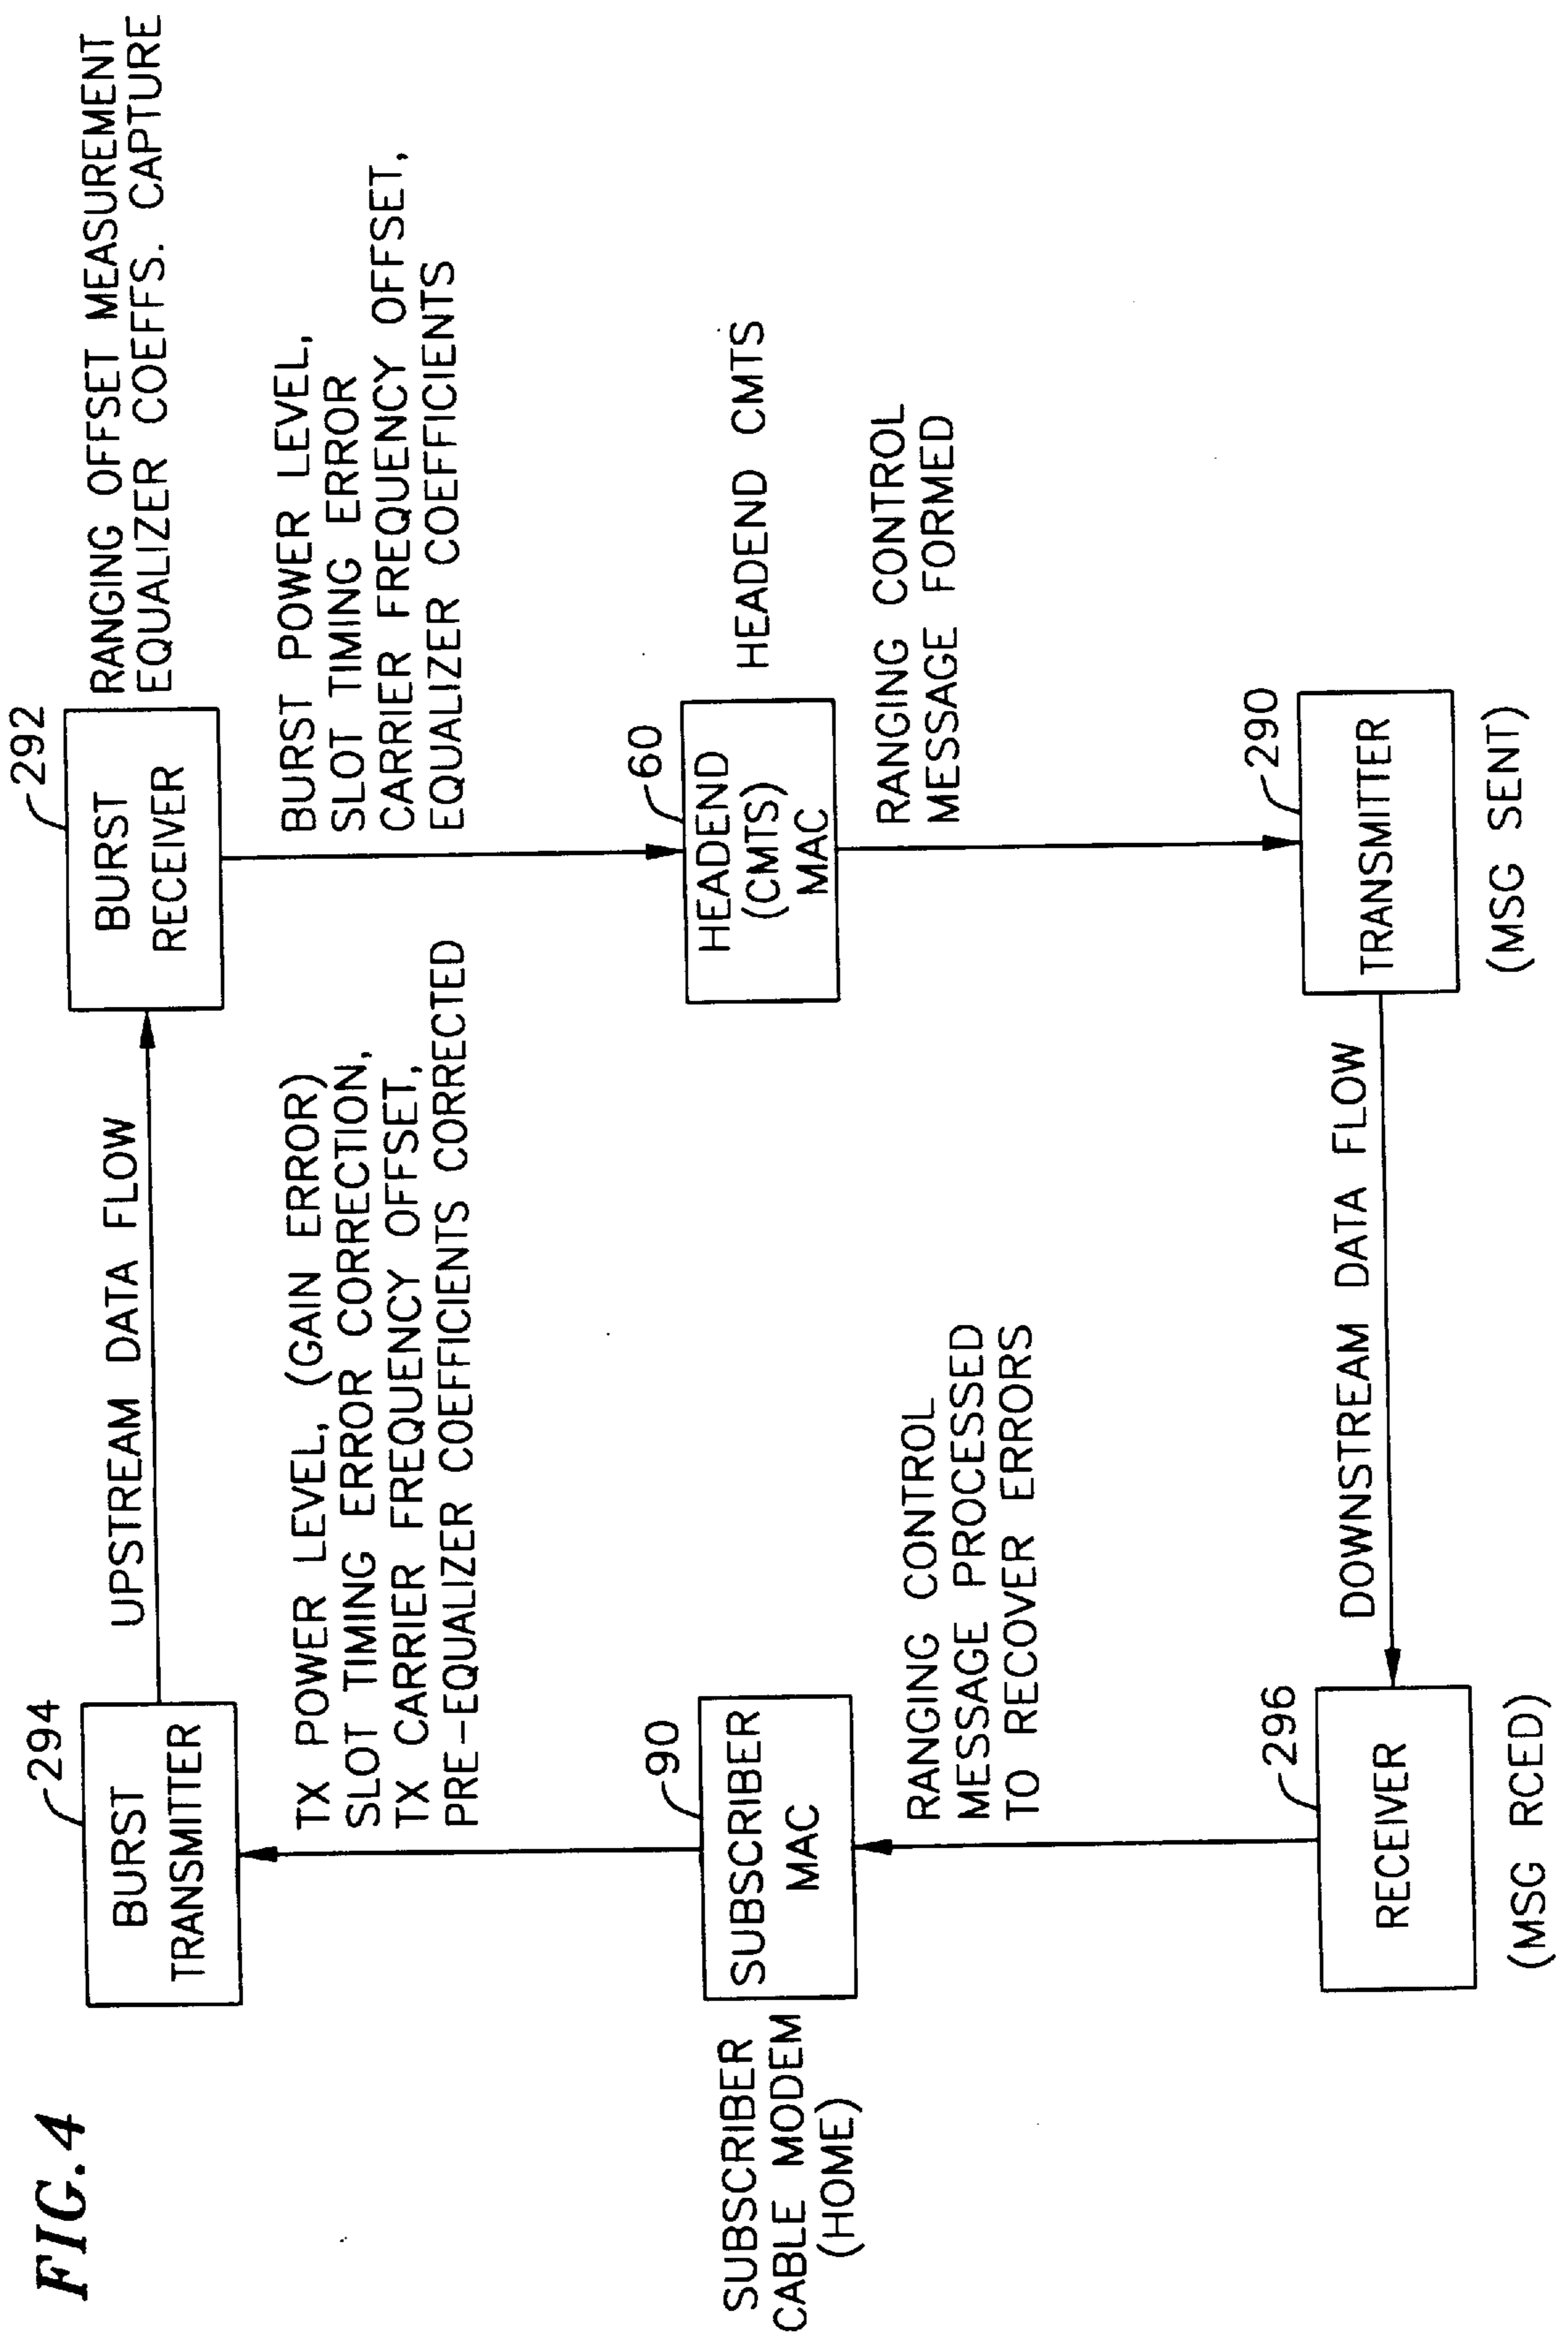 FIG. 4
294
BURST
TRANSMITTER
UPSTREAM DATA FLOW
292
BURST
RECEIVER
RANGING OFFSET MEASUREMENT
EQUALIZER COEFFS. CAPTURE
TX POWER LEVEL, (GAIN ERROR)
SLOT TIMING ERROR CORRECTION,
TX CARRIER FREQUENCY OFFSET,
PRE-EQUALIZER COEFFICIENTS CORRECTED
BURST POWER LEVEL,
SLOT TIMING ERROR
CARRIER FREQUENCY OFFSET,
EQUALIZER COEFFICIENTS
SUBSCRIBER
CABLE MODEM
(HOME)
90
SUBSCRIBER
MAC
60
HEADEND
(CMTS)
MAC
HEADEND CMTS
RANGING CONTROL
MESSAGE PROCESSED
TO RECOVER ERRORS
RANGING CONTROL
MESSAGE FORMED
296
RECEIVER
(MSG RCED)
DOWNSTREAM DATA FLOW
290
TRANSMITTER
(MSG SENT)